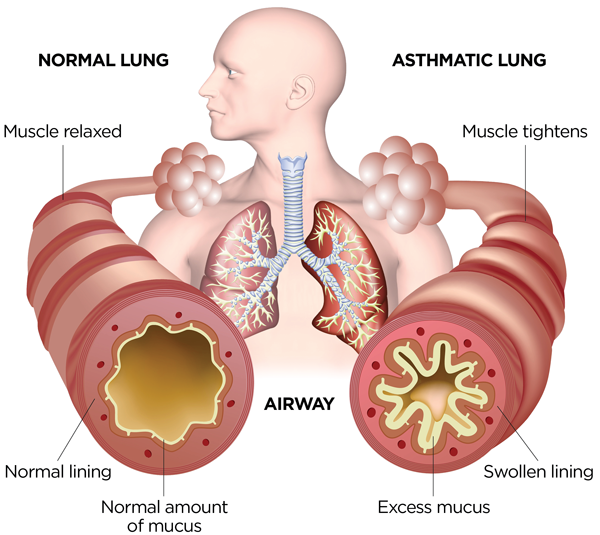 NORMAL LUNG
ASTHMATIC LUNG
Muscle relaxed
Muscle tightens
AIRWAY
Normal lining
Swollen lining
Normal amount
of mucus
Excess mucus